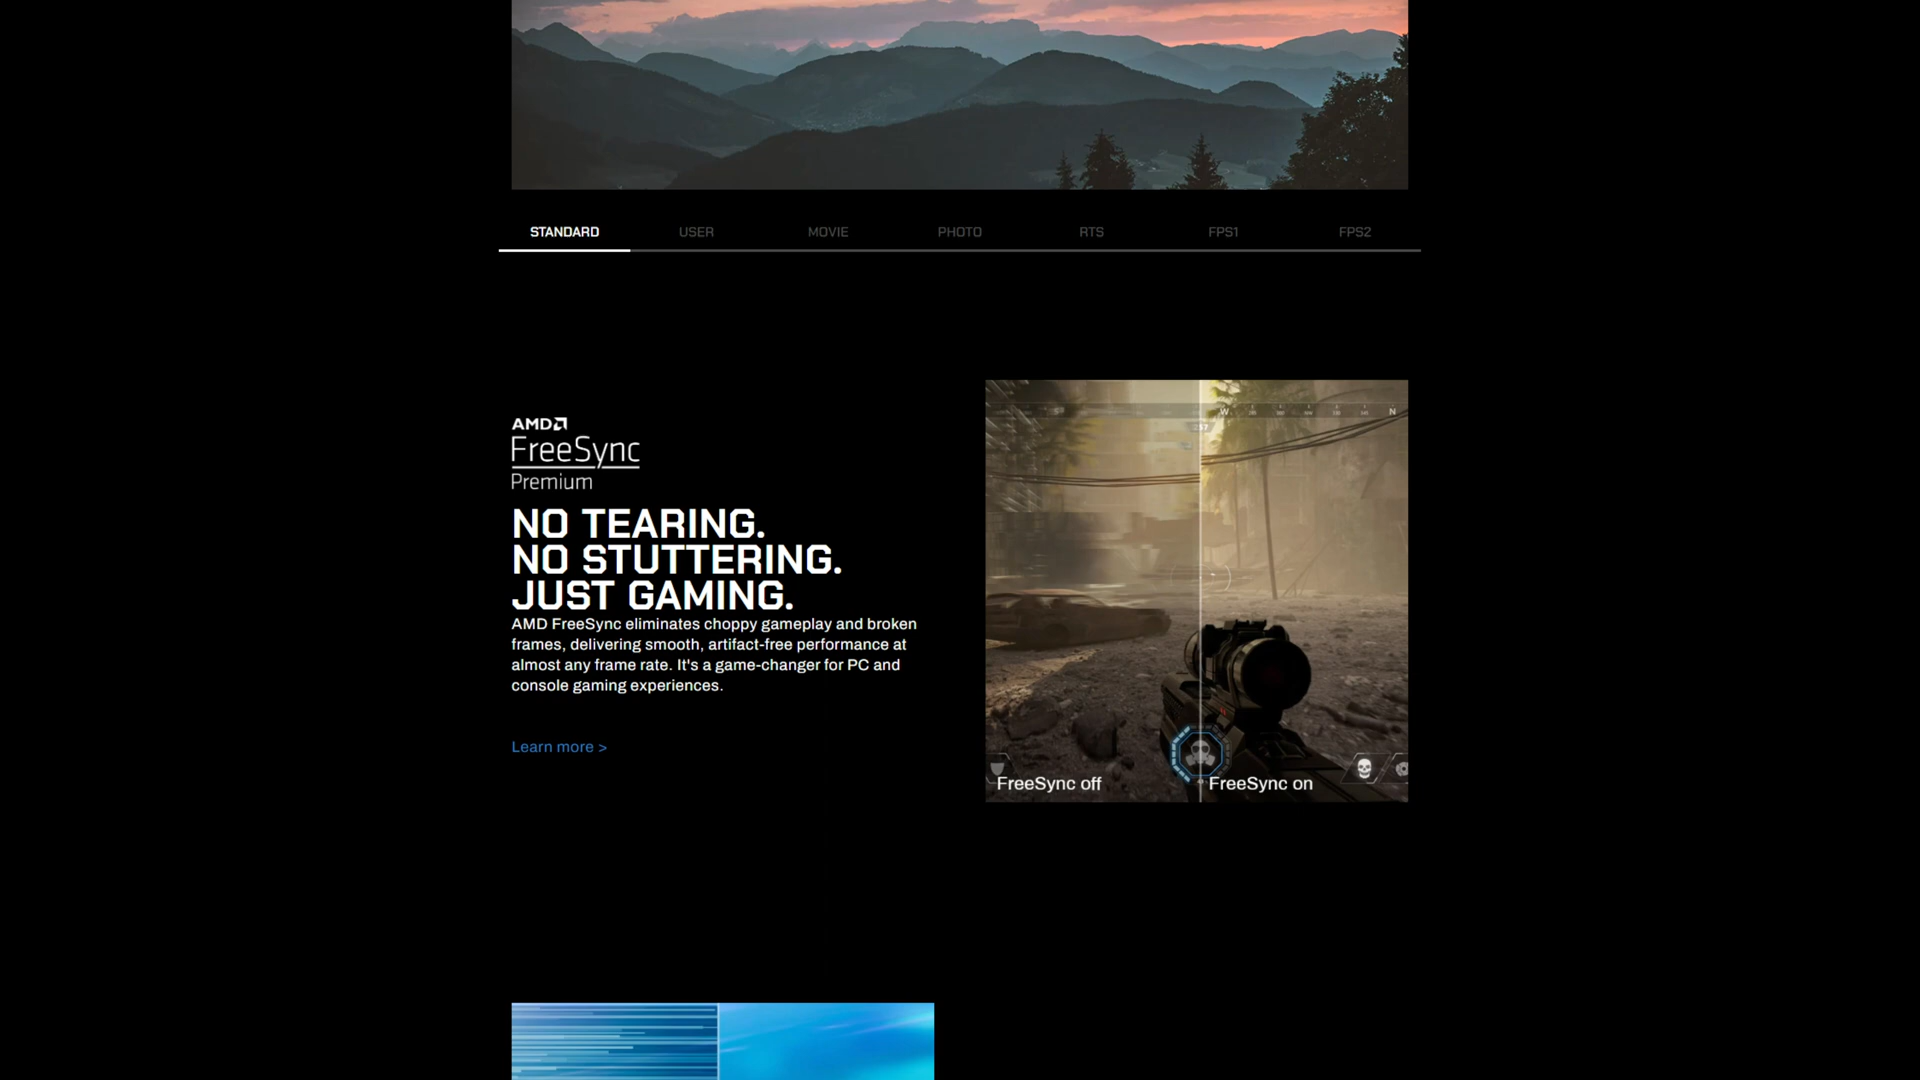 STANDARD USER MOVIE PHOTO RTS FPS1 FPS2
AMD
FreeSync
Premium
NO TEARING.
NO STUTTERING.
JUST GAMING.
AMD FreeSync eliminates choppy gameplay and broken
frames, delivering smooth, artifact-free performance at
almost any frame rate. It's a game-changer for PC and
console gaming experiences.
Learn more >
W N
FreeSync off FreeSync on